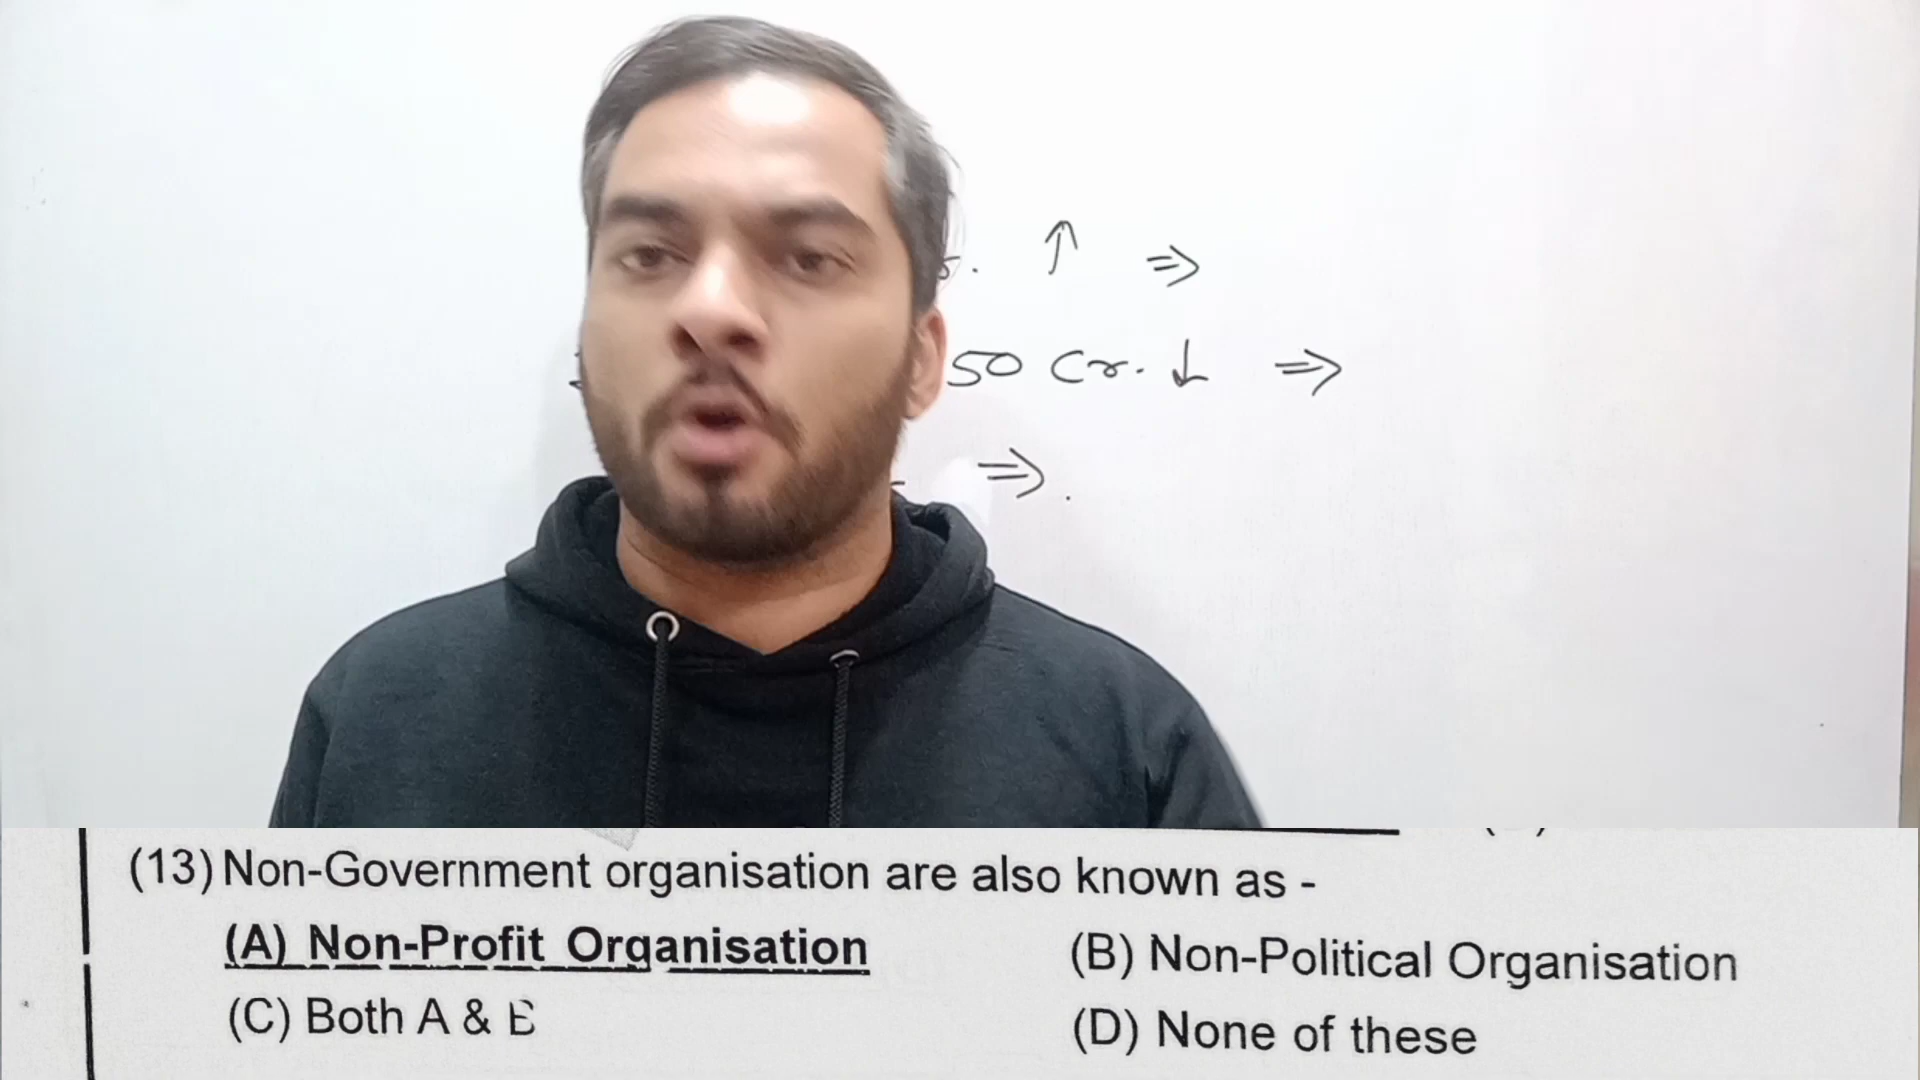 ↑ ⇒
50 Cr. ↓ ⇒
⇒
(13) Non-Government organisation are also known as -
(A) Non-Profit Organisation
(B) Non-Political Organisation
(C) Both A & B
(D) None of these